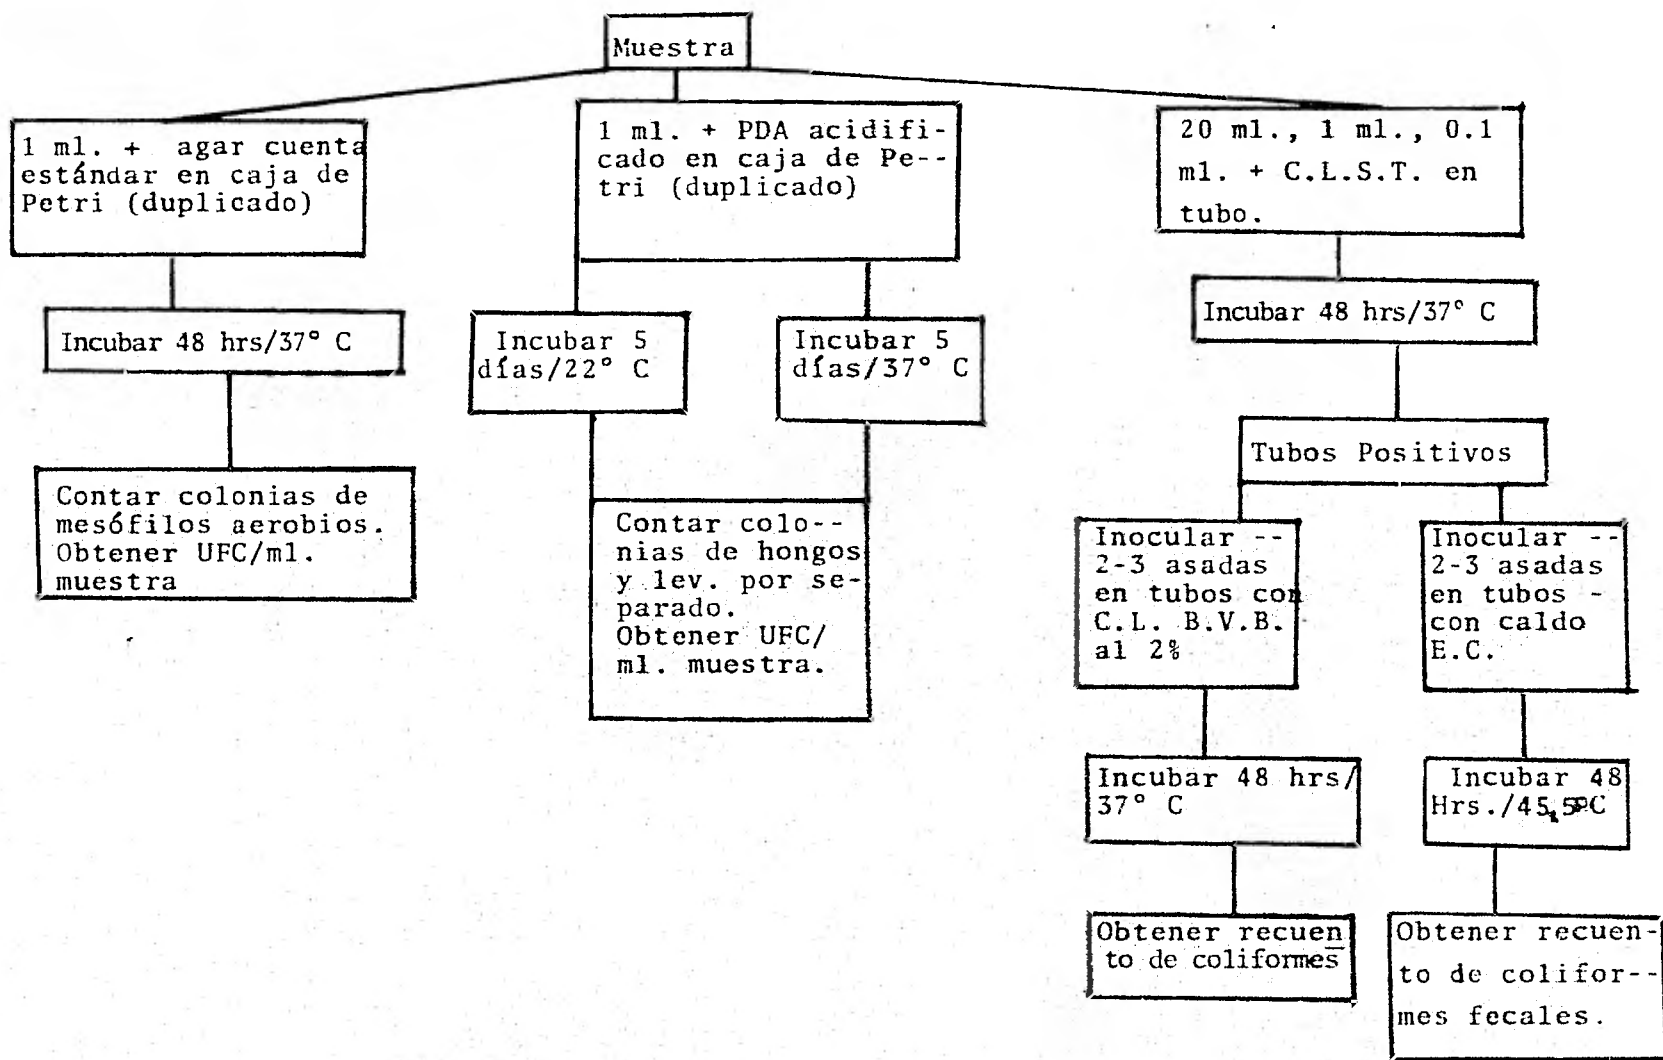 Muestra
1 ml. + agar cuenta
estándar en caja de
Petri (duplicado)
1 ml. + PDA acidifi-
cado en caja de Pe--
tri (duplicado)
20 ml., 1 ml., 0.1
ml. + C.L.S.T. en
tubo.
Incubar 48 hrs/37° C
Incubar 5
días/22° C
Incubar 5
días/37° C
Incubar 48 hrs/37° C
Contar colonias de
mesófilos aerobios.
Obtener UFC/ml.
muestra
Contar colo--
nias de hongos
y lev. por se-
parado.
Obtener UFC/
ml. muestra.
Tubos Positivos
Inocular --
2-3 asadas
en tubos con
C.L. B.V.B.
al 2%
Inocular --
2-3 asadas
en tubos -
con caldo
E.C.
Incubar 48 hrs/
37° C
Incubar 48
Hrs./45.5°C
Obtener recuen
to de coliformes
Obtener recuen-
to de colifor--
mes fecales.